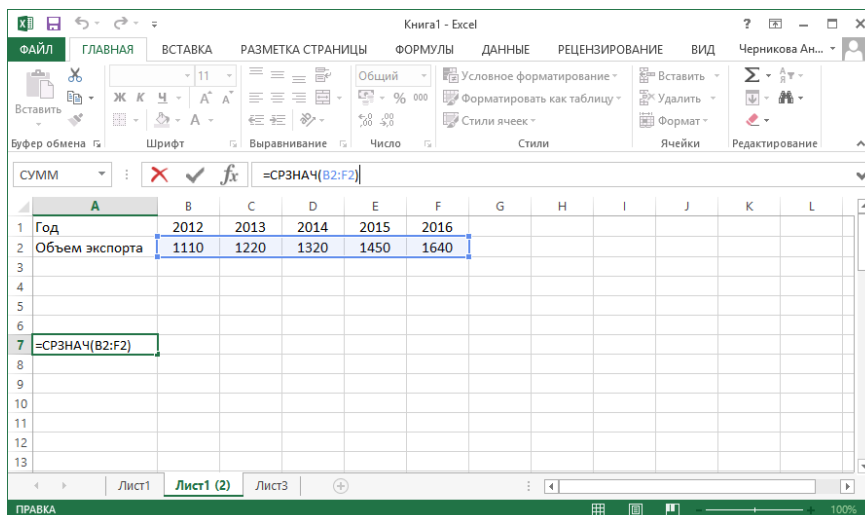 Книга1 - Excel ?
ФАЙЛ ГЛАВНАЯ ВСТАВКА РАЗМЕТКА СТРАНИЦЫ ФОРМУЛЫ ДАННЫЕ РЕЦЕНЗИРОВАНИЕ ВИД Черникова Ан...
11 Общий Условное форматирование Вставить Σ
Вставить Ж К Ч А А % 000 Форматировать как таблицу Удалить
А Стили ячеек Формат
Буфер обмена Шрифт Выравнивание Число Стили Ячейки Редактирование
СУММ fx =СРЗНАЧ(B2:F2)
A B C D E F G H I J K L
1 Год 2012 2013 2014 2015 2016
2 Объем экспорта 1110 1220 1320 1450 1640
3
4
5
6
7 =СРЗНАЧ(B2:F2)
8
9
10
11
12
13
Лист1 Лист1 (2) Лист3
ПРАВКА 100%